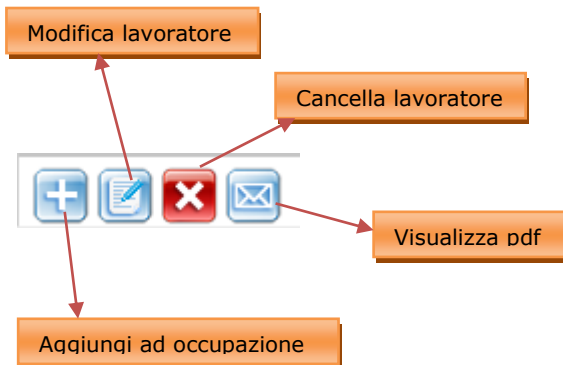 Modifica lavoratore
Cancella lavoratore
Visualizza pdf
Aggiungi ad occupazione